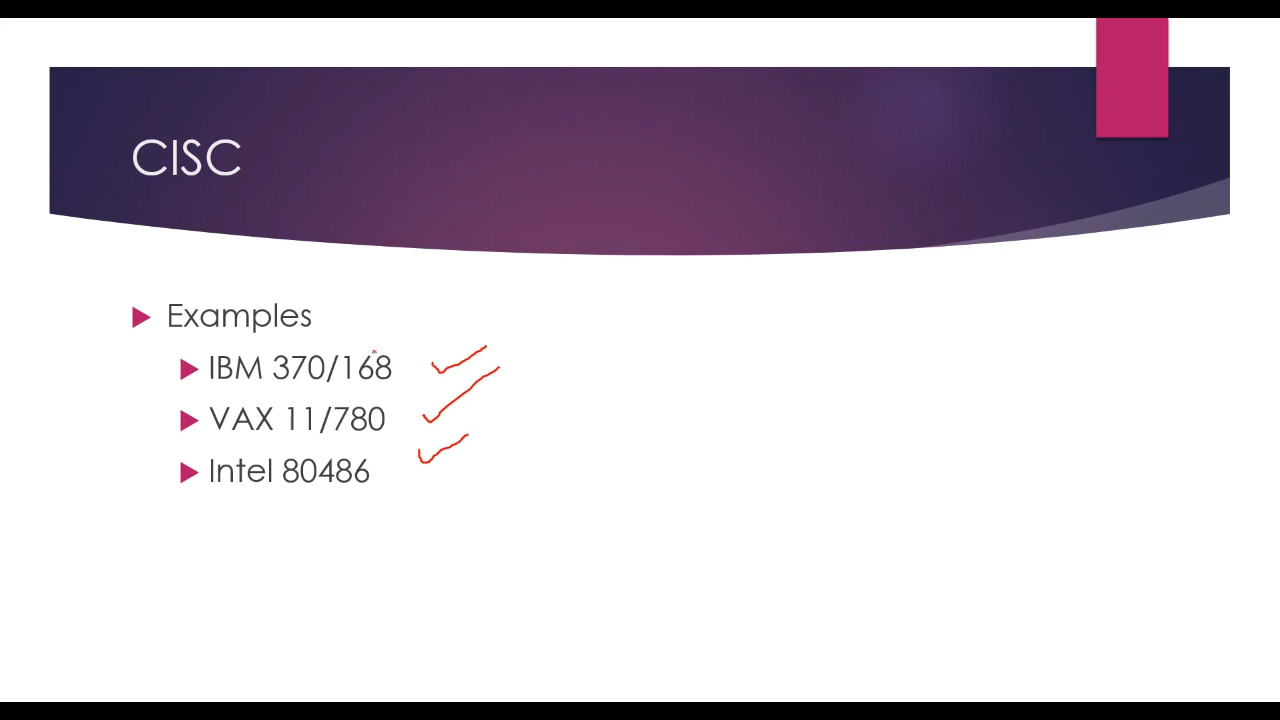 CISC
Examples
IBM 370/168
VAX 11/780
Intel 80486